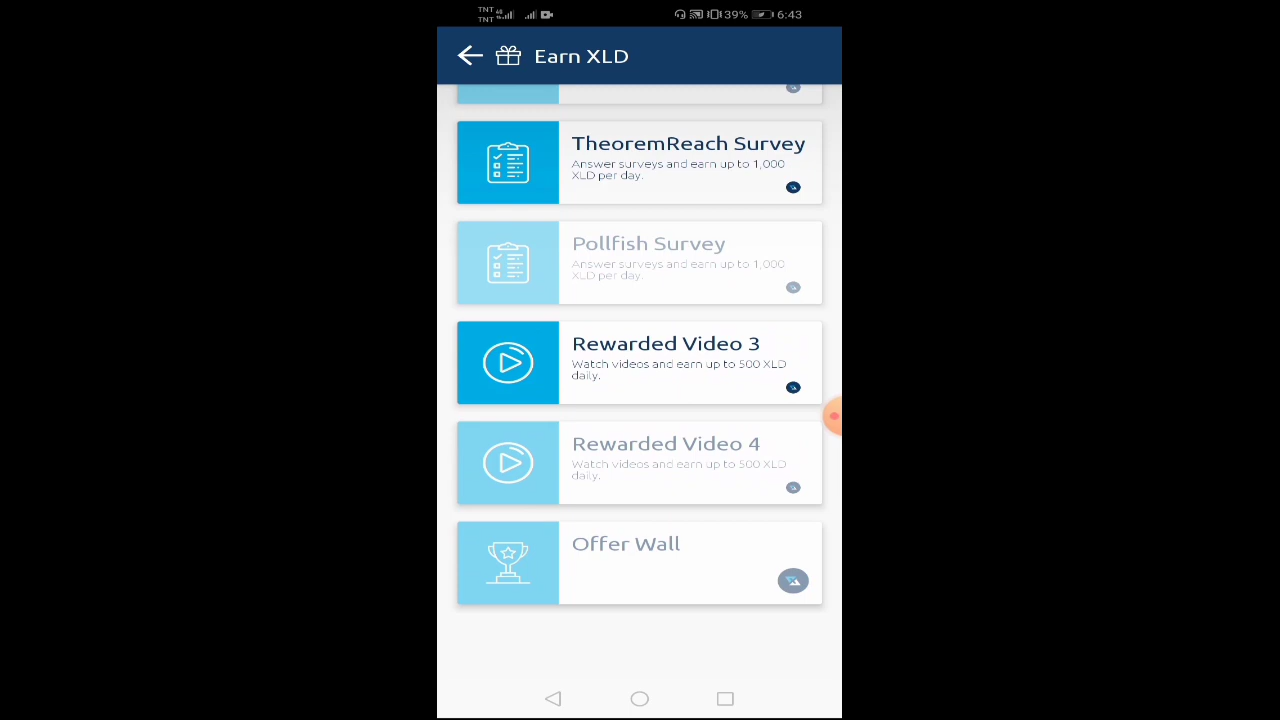 TNT 4G
TNT
39%
6:43
Earn XLD
TheoremReach Survey
Answer surveys and earn up to 1,000
XLD per day.
Pollfish Survey
Answer surveys and earn up to 1,000
XLD per day.
Rewarded Video 3
Watch videos and earn up to 500 XLD
daily.
Rewarded Video 4
Watch videos and earn up to 500 XLD
daily.
Offer Wall